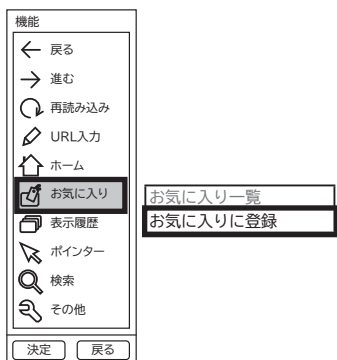 機能
戻る
進む
再読み込み
URL入力
ホーム
お気に入り
お気に入り一覧
お気に入りに登録
表示履歴
ポインター
検索
その他
決定
戻る